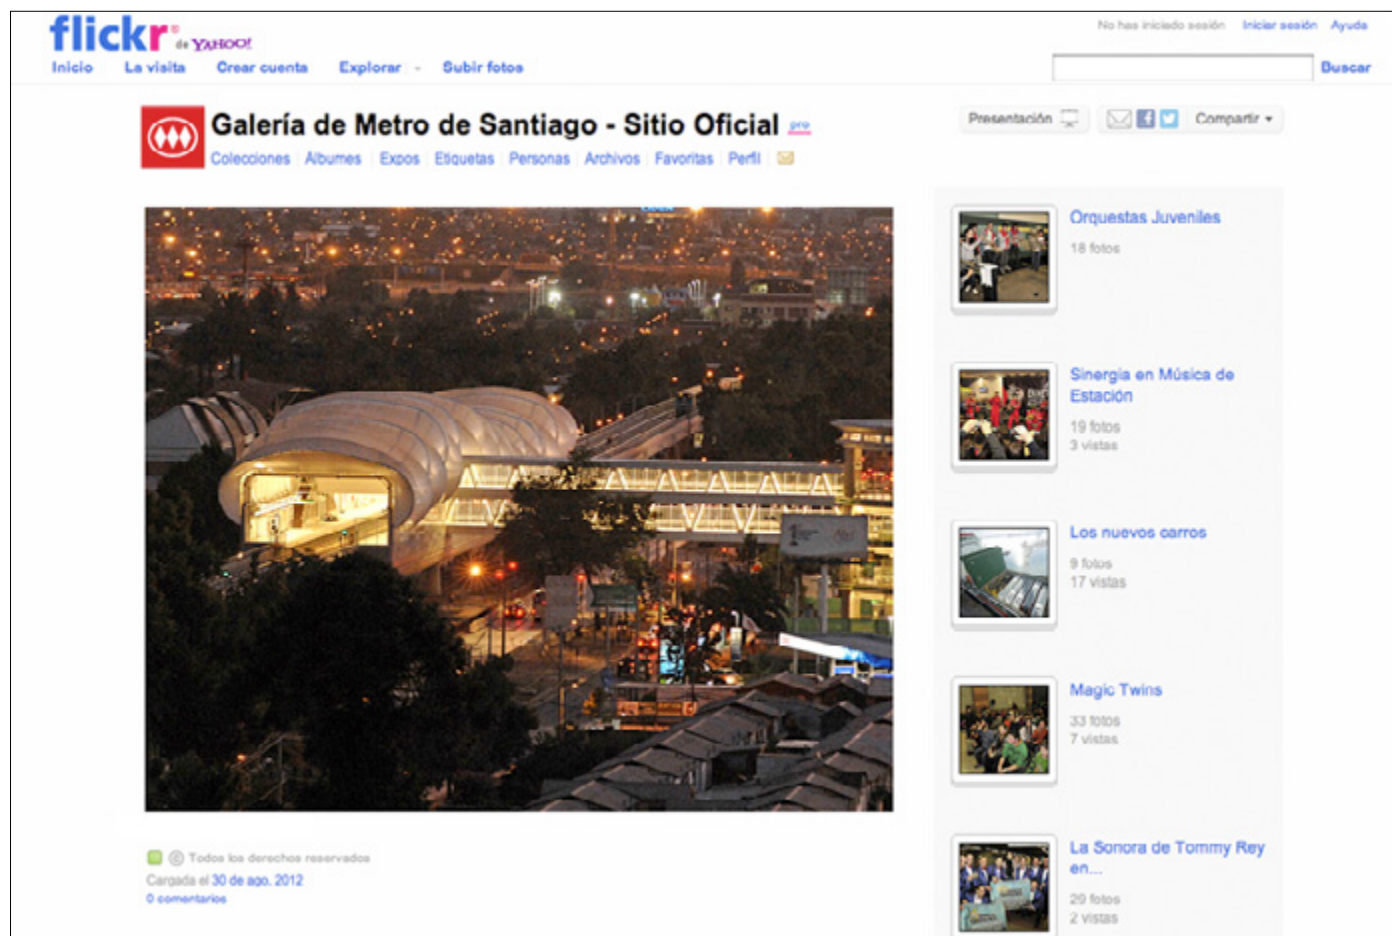 flickr® de YAHOO!
No has iniciado sesión Iniciar sesión Ayuda
Inicio La visita Crear cuenta Explorar Subir fotos
Buscar
Galería de Metro de Santiago - Sitio Oficial pro
Colecciones Álbumes Expos Etiquetas Personas Archivos Favoritas Perfil
Presentación Compartir
Orquestas Juveniles
18 fotos
Sinergia en Música de
Estación
19 fotos
3 vistas
Los nuevos carros
9 fotos
17 vistas
Magic Twins
33 fotos
7 vistas
La Sonora de Tommy Rey
en...
29 fotos
2 vistas
© Todos los derechos reservados
Cargada el 30 de ago. 2012
0 comentarios